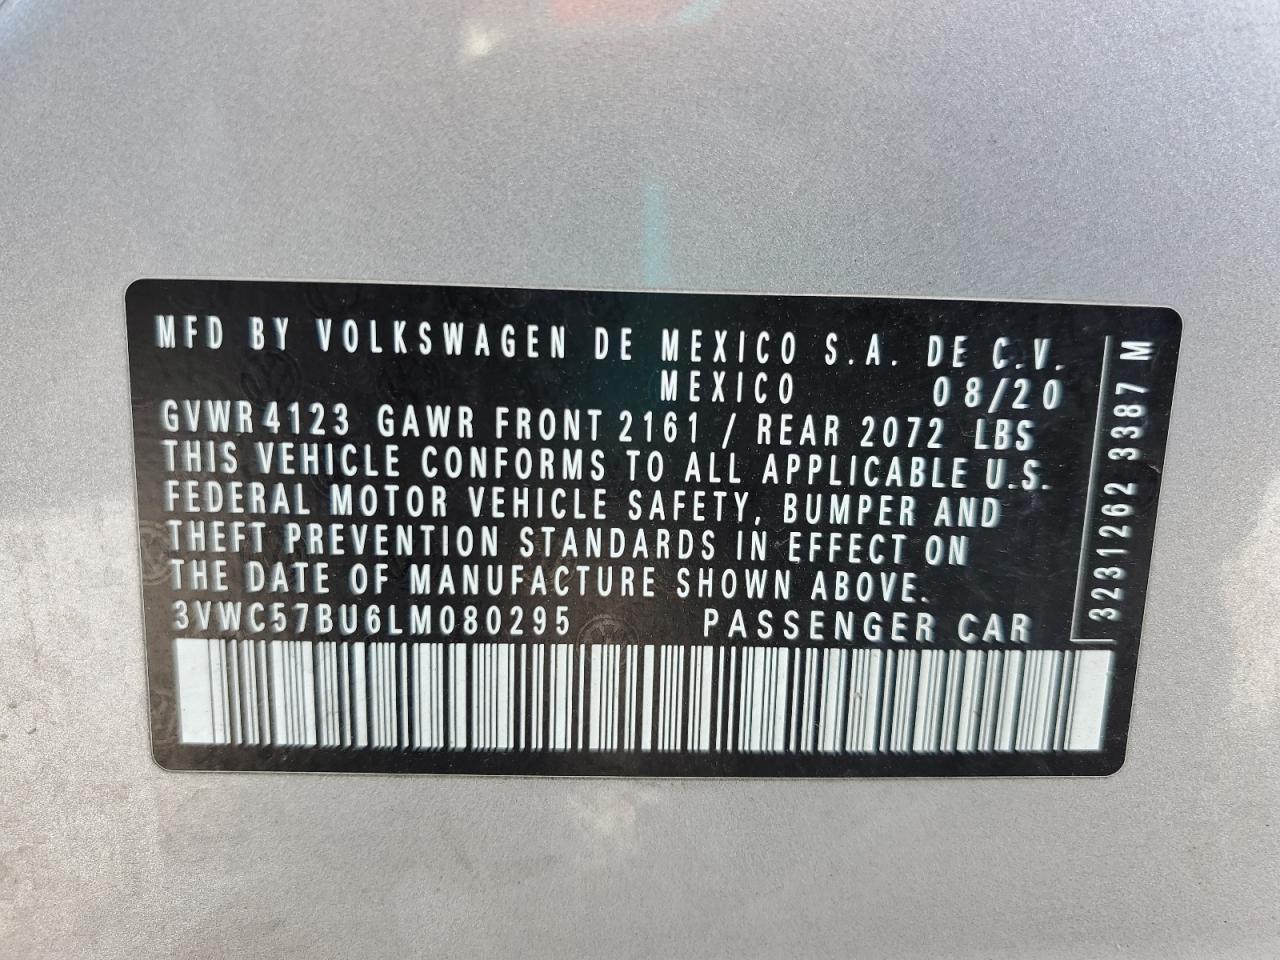 MFD BY VOLKSWAGEN DE MEXICO S.A. DE C.V.
MEXICO 08/20
GVWR 4123 GAWR FRONT 2161 / REAR 2072 LBS
THIS VEHICLE CONFORMS TO ALL APPLICABLE U.S.
FEDERAL MOTOR VEHICLE SAFETY, BUMPER AND
THEFT PREVENTION STANDARDS IN EFFECT ON
THE DATE OF MANUFACTURE SHOWN ABOVE.
3VWC57BU6LM080295 PASSENGER CAR
3231262 3387 M